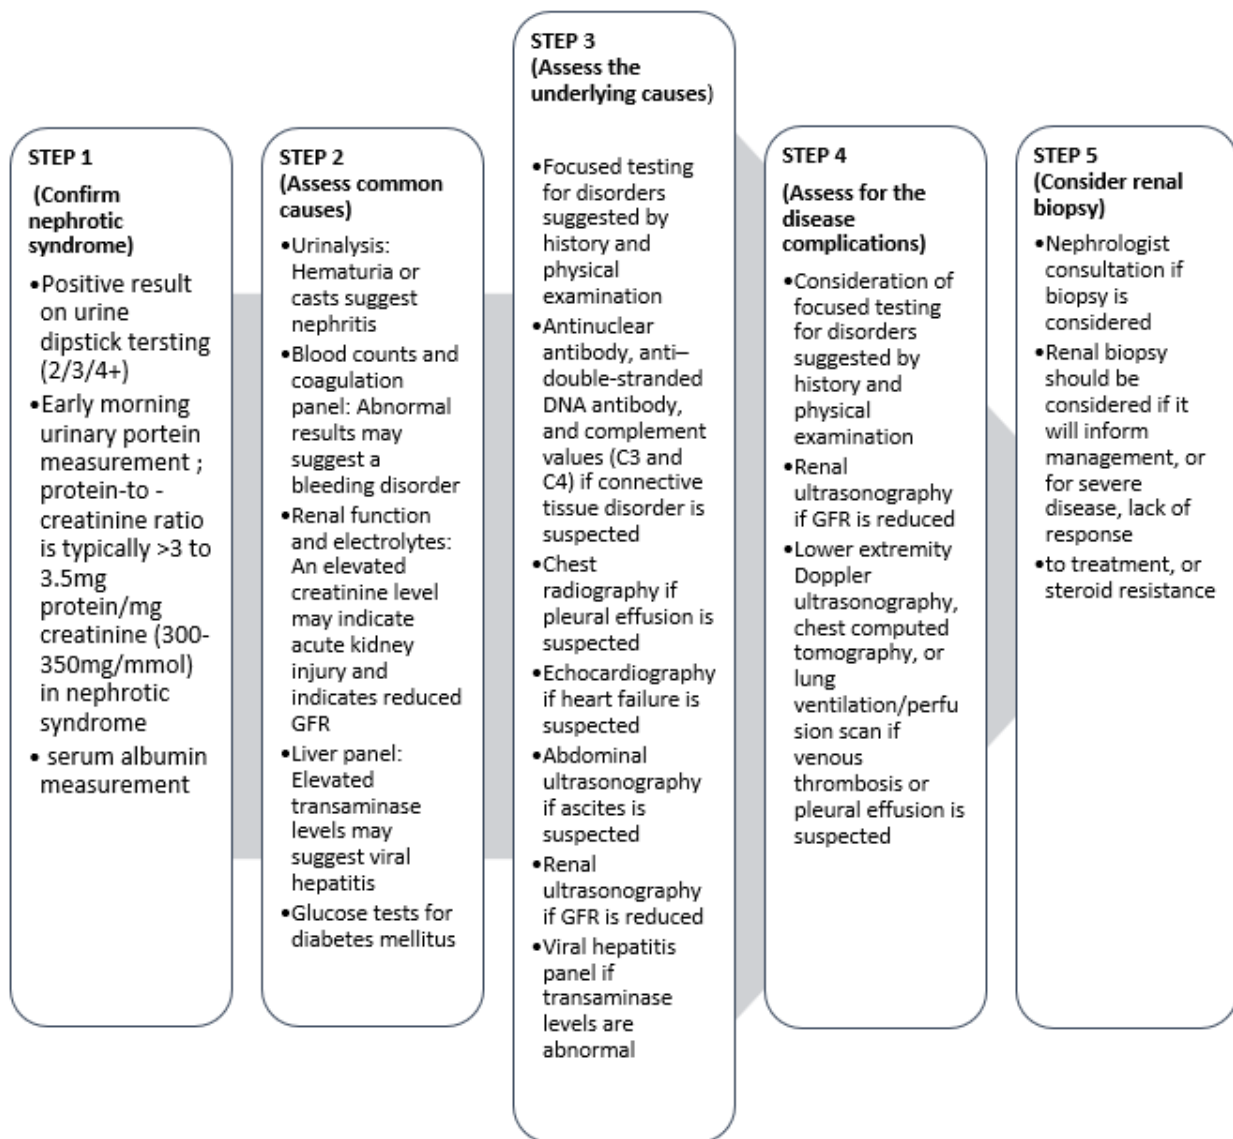 STEP 1
(Confirm
nephrotic
syndrome)
•Positive result
on urine
dipstick tersting
(2/3/4+)
•Early morning
urinary portein
measurement ;
protein-to -
creatinine ratio
is typically >3 to
3.5mg
protein/mg
creatinine (300-
350mg/mmol)
in nephrotic
syndrome
• serum albumin
measurement
STEP 2
(Assess common
causes)
•Urinalysis:
Hematuria or
casts suggest
nephritis
•Blood counts and
coagulation
panel: Abnormal
results may
suggest a
bleeding disorder
•Renal function
and electrolytes:
An elevated
creatinine level
may indicate
acute kidney
injury and
indicates reduced
GFR
•Liver panel:
Elevated
transaminase
levels may
suggest viral
hepatitis
•Glucose tests for
diabetes mellitus
STEP 3
(Assess the
underlying causes)
•Focused testing
for disorders
suggested by
history and
physical
examination
•Antinuclear
antibody, anti–
double-stranded
DNA antibody,
and complement
values (C3 and
C4) if connective
tissue disorder is
suspected
•Chest
radiography if
pleural effusion is
suspected
•Echocardiography
if heart failure is
suspected
•Abdominal
ultrasonography
if ascites is
suspected
•Renal
ultrasonography
if GFR is reduced
•Viral hepatitis
panel if
transaminase
levels are
abnormal
STEP 4
(Assess for the
disease
complications)
•Consideration of
focused testing
for disorders
suggested by
history and
physical
examination
•Renal
ultrasonography
if GFR is reduced
•Lower extremity
Doppler
ultrasonography,
chest computed
tomography, or
lung
ventilation/perfu
sion scan if
venous
thrombosis or
pleural effusion is
suspected
STEP 5
(Consider renal
biopsy)
•Nephrologist
consultation if
biopsy is
considered
•Renal biopsy
should be
considered if it
will inform
management, or
for severe
disease, lack of
response
•to treatment, or
steroid resistance